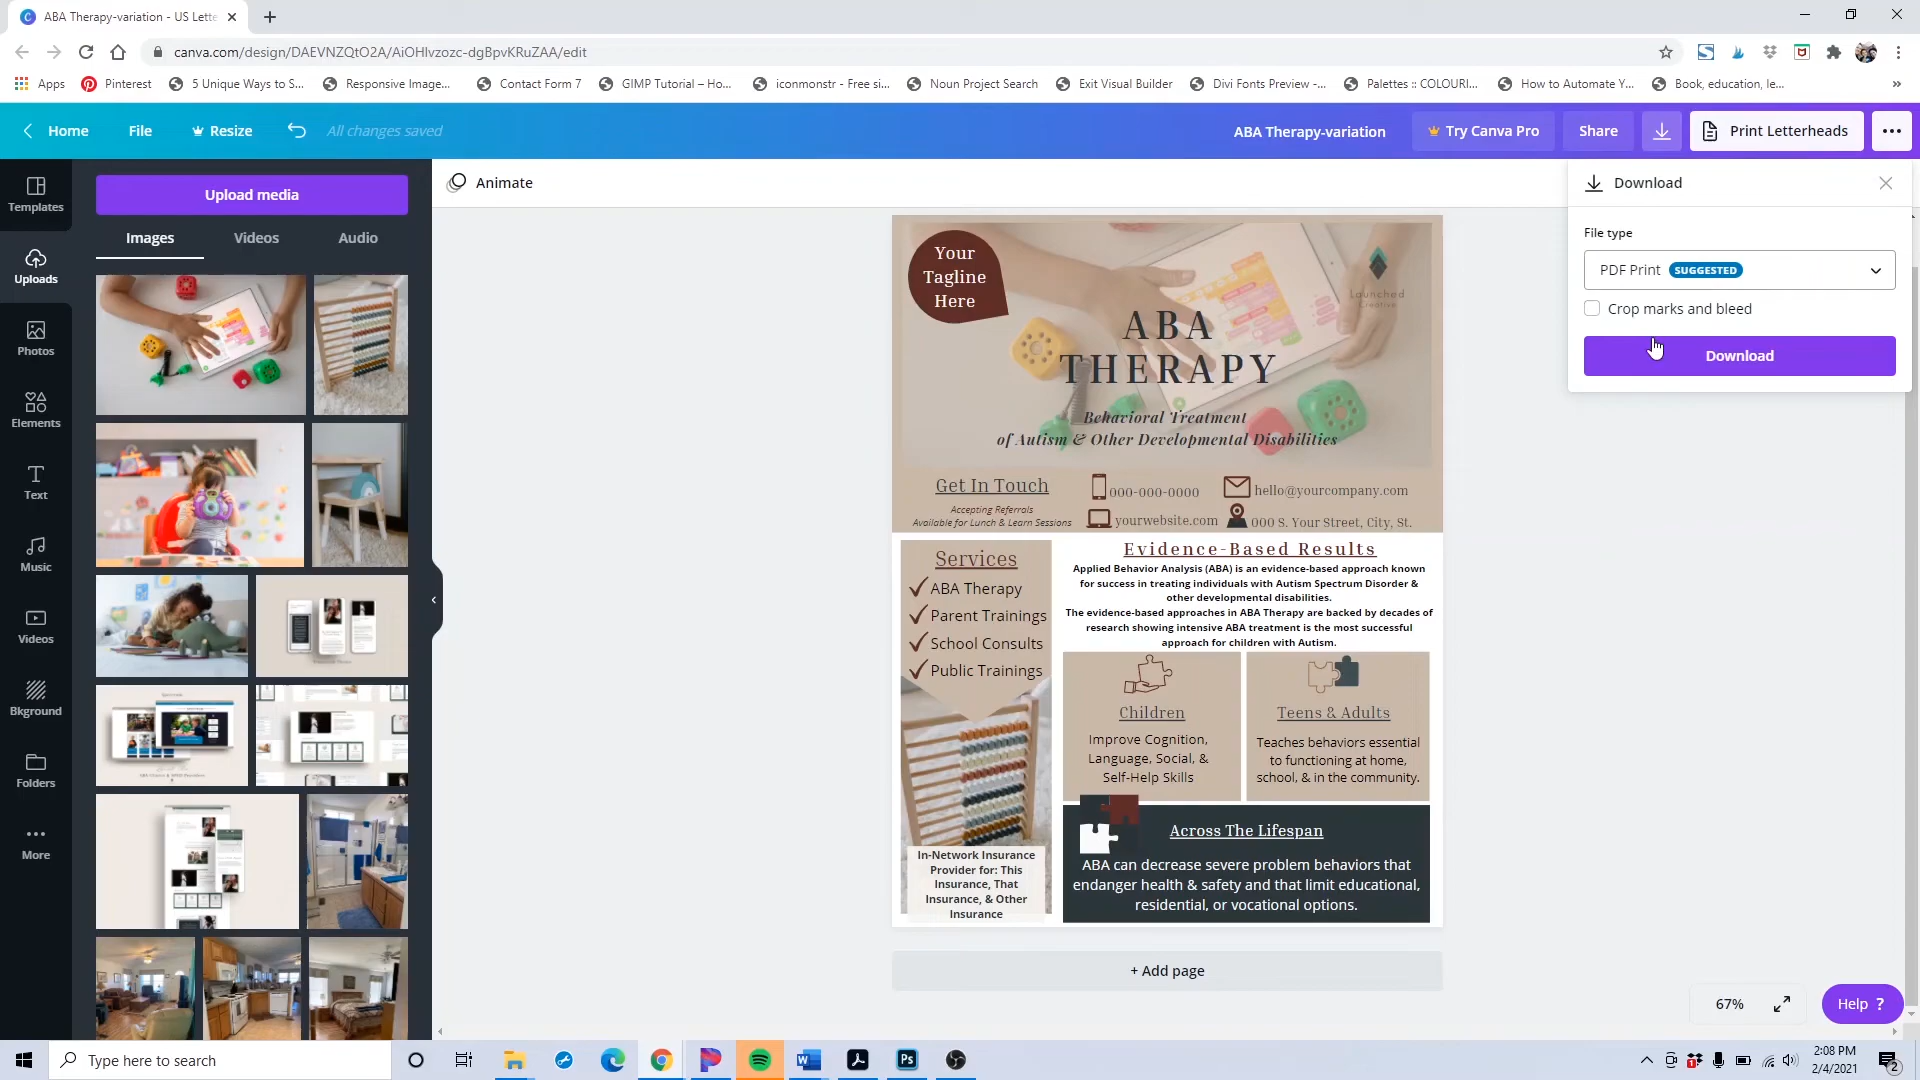 ABA Therapy-variation - US Lette
canva.com/design/DAEVNZQtO2A/AiOHIvzozc-dgBpvKRuZAA/edit
Apps
Pinterest
5 Unique Ways to S...
Responsive Image...
Contact Form 7
GIMP Tutorial – Ho...
iconmonstr - Free si...
Noun Project Search
Exit Visual Builder
Divi Fonts Preview -...
Palettes :: COLOURI...
How to Automate Y...
Book, education, le...
Home
File
Resize
All changes saved
ABA Therapy-variation
Try Canva Pro
Share
Print Letterheads
Templates
Uploads
Photos
Elements
Text
Music
Videos
Bkground
Folders
More
Upload media
Images
Videos
Audio
Animate
Download
File type
PDF Print SUGGESTED
Crop marks and bleed
Download
Your
Tagline
Here
Launched
Creative
ABA
THERAPY
Behavioral Treatment
of Autism & Other Developmental Disabilities
Get In Touch
Accepting Referrals
Available for Lunch & Learn Sessions
000-000-0000
hello@yourcompany.com
yourwebsite.com
000 S. Your Street, City, St.
Services
ABA Therapy
Parent Trainings
School Consults
Public Trainings
In-Network Insurance
Provider for: This
Insurance, That
Insurance, & Other
Insurance
Evidence-Based Results
Applied Behavior Analysis (ABA) is an evidence-based approach known
for success in treating individuals with Autism Spectrum Disorder &
other developmental disabilities.
The evidence-based approaches in ABA Therapy are backed by decades of
research showing intensive ABA treatment is the most successful
approach for children with Autism.
Children
Improve Cognition,
Language, Social, &
Self-Help Skills
Teens & Adults
Teaches behaviors essential
to functioning at home,
school, & in the community.
Across The Lifespan
ABA can decrease severe problem behaviors that
endanger health & safety and that limit educational,
residential, or vocational options.
+ Add page
67%
Help ?
Type here to search
2:08 PM
2/4/2021
2